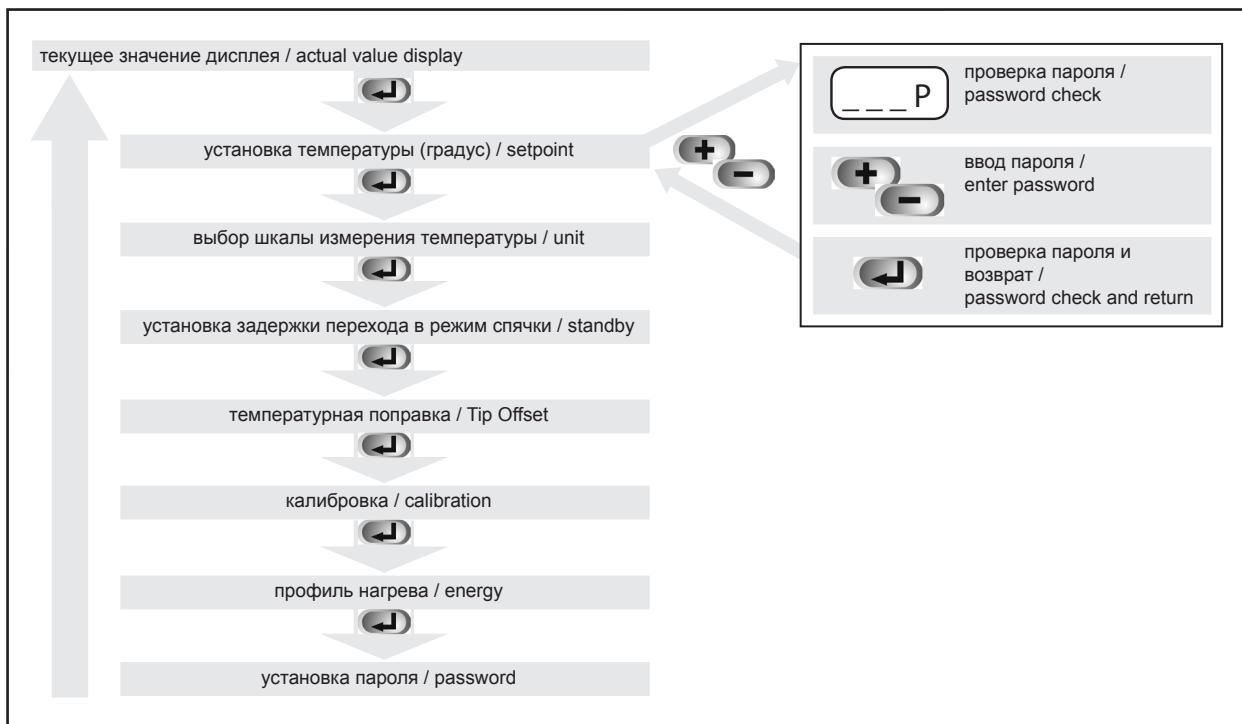 текущее значение дисплея / actual value display
установка температуры (градус) / setpoint
выбор шкалы измерения температуры / unit
установка задержки перехода в режим спячки / standby
температурная поправка / Tip Offset
калибровка / calibration
профиль нагрева / energy
установка пароля / password
+
-
_ _ _ P
проверка пароля /
password check
+
-
ввод пароля /
enter password
проверка пароля и
возврат /
password check and return